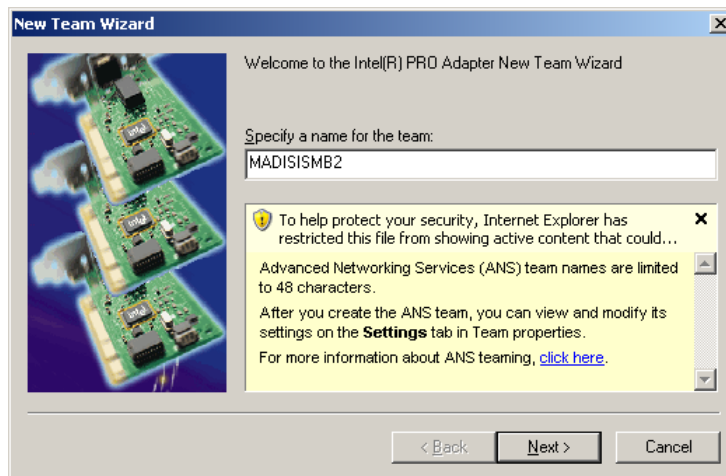 New Team Wizard
Welcome to the Intel(R) PRO Adapter New Team Wizard
Specify a name for the team:
MADISISMB2
To help protect your security, Internet Explorer has
restricted this file from showing active content that could...
Advanced Networking Services (ANS) team names are limited
to 48 characters.
After you create the ANS team, you can view and modify its
settings on the Settings tab in Team properties.
For more information about ANS teaming, click here.
< Back
Next >
Cancel
intel
intel
intel